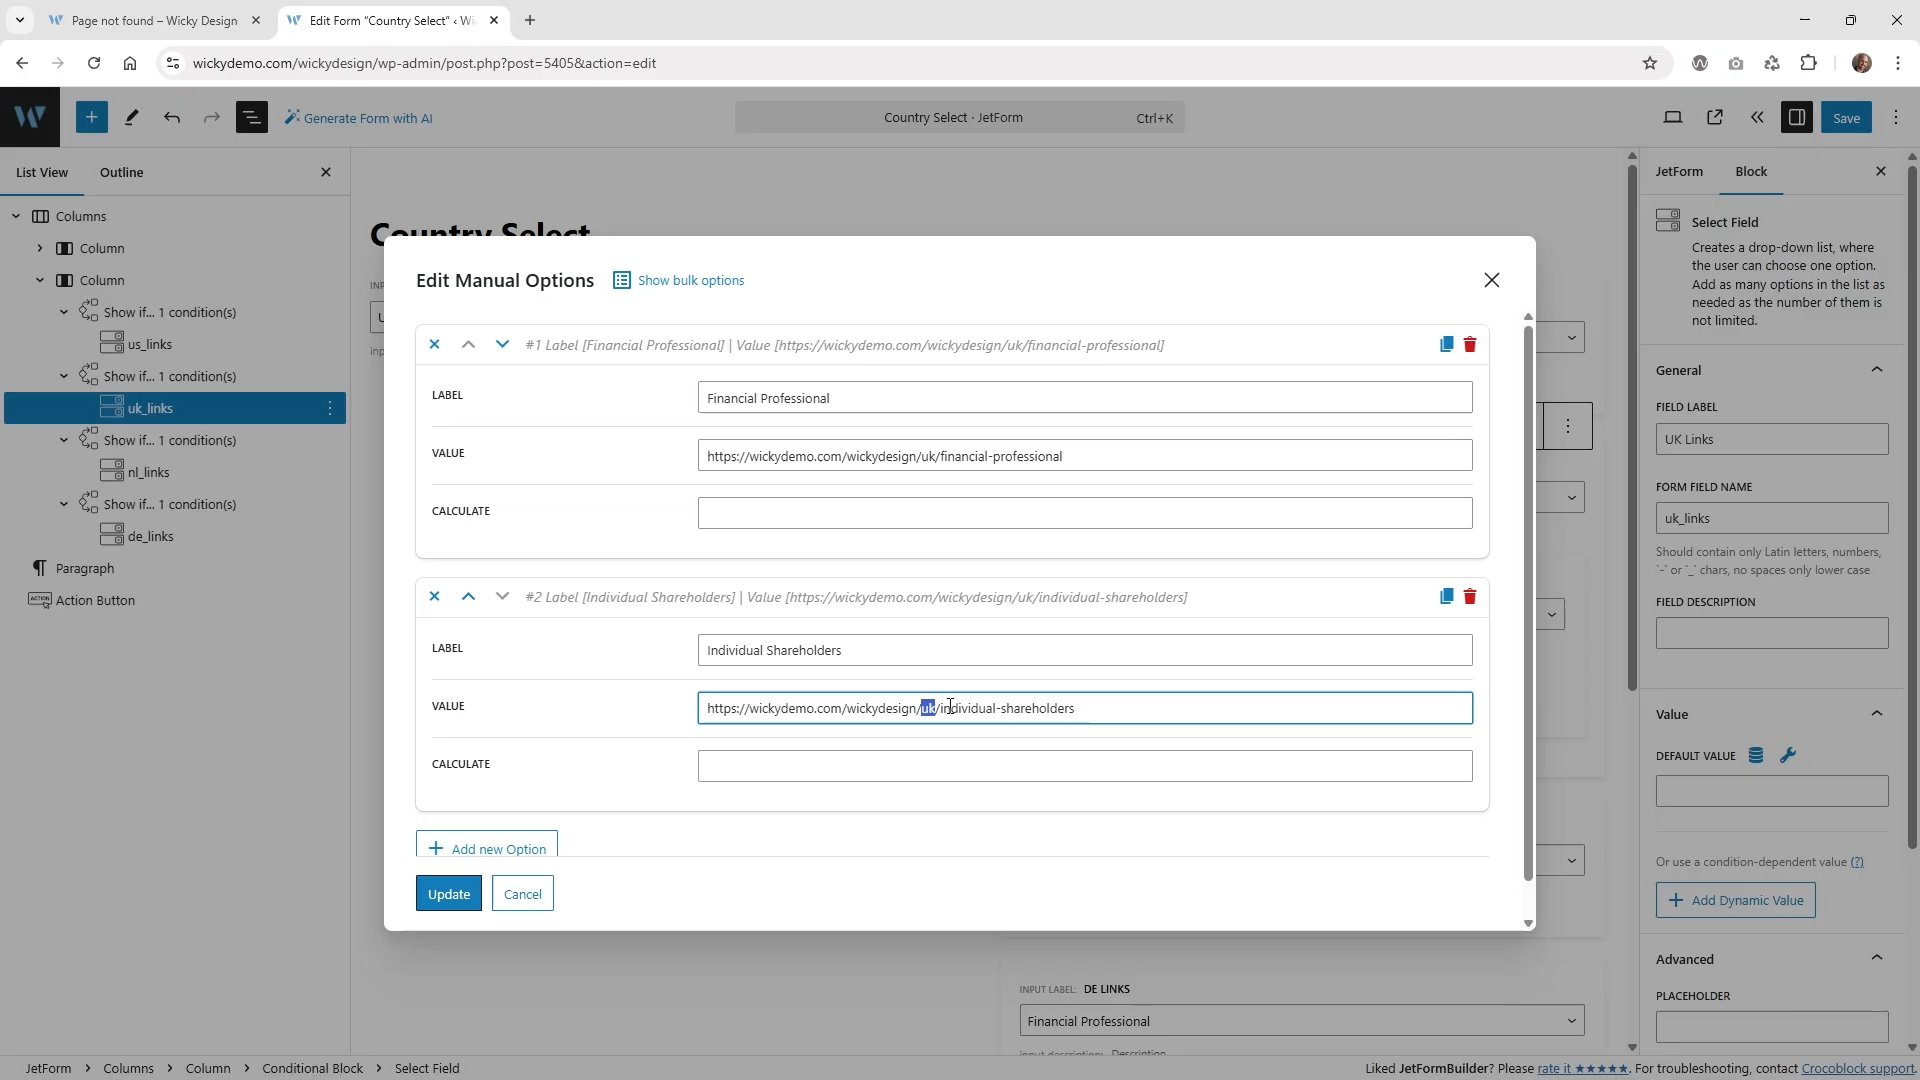 Page not found – Wicky Design
Edit Form “Country Select” ‹ Wi
wickydemo.com/wickydesign/wp-admin/post.php?post=5405&action=edit
Generate Form with AI
Country Select · JetForm
Ctrl+K
Save
List View
Outline
Columns
Column
Column
Show if... 1 condition(s)
us_links
Show if... 1 condition(s)
uk_links
Show if... 1 condition(s)
nl_links
Show if... 1 condition(s)
de_links
Paragraph
ACTION
Action Button
Country Select
Edit Manual Options
Show bulk options
#1 Label [Financial Professional] | Value [https://wickydemo.com/wickydesign/uk/financial-professional]
LABEL
Financial Professional
VALUE
https://wickydemo.com/wickydesign/uk/financial-professional
CALCULATE
#2 Label [Individual Shareholders] | Value [https://wickydemo.com/wickydesign/uk/individual-shareholders]
LABEL
Individual Shareholders
VALUE
https://wickydemo.com/wickydesign/uk/individual-shareholders
CALCULATE
Add new Option
Update
Cancel
INPUT LABEL: DE LINKS
Financial Professional
input description: Description
JetForm
Block
Select Field
Creates a drop-down list, where
the user can choose one option.
Add as many options in the list as
needed as the number of them is
not limited.
General
FIELD LABEL
UK Links
FORM FIELD NAME
uk_links
Should contain only Latin letters, numbers,
`-` or `_` chars, no spaces only lower case
FIELD DESCRIPTION
Value
DEFAULT VALUE
Or use a condition-dependent value (?)
Add Dynamic Value
Advanced
PLACEHOLDER
JetForm
Columns
Column
Conditional Block
Select Field
Liked JetFormBuilder? Please rate it ★★★★★. For troubleshooting, contact Crocoblock support.